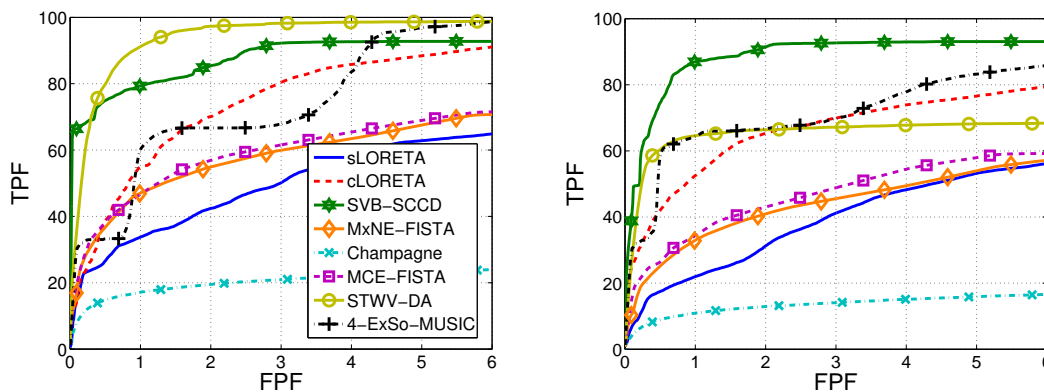 100
80
60
40
20
0
TPF
0 1 2 3 4 5 6
FPF
sLORETA
cLORETA
SVB-SCCD
MxNE-FISTA
Champagne
MCE-FISTA
STWV-DA
4-ExSo-MUSIC
100
80
60
40
20
0
TPF
0 1 2 3 4 5 6
FPF